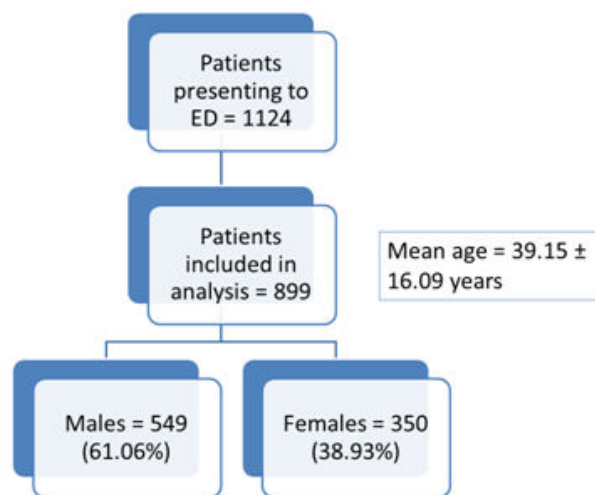 Patients
presenting to
ED = 1124
Patients
included in
analysis = 899
Mean age = 39.15 ±
16.09 years
Males = 549
(61.06%)
Females = 350
(38.93%)